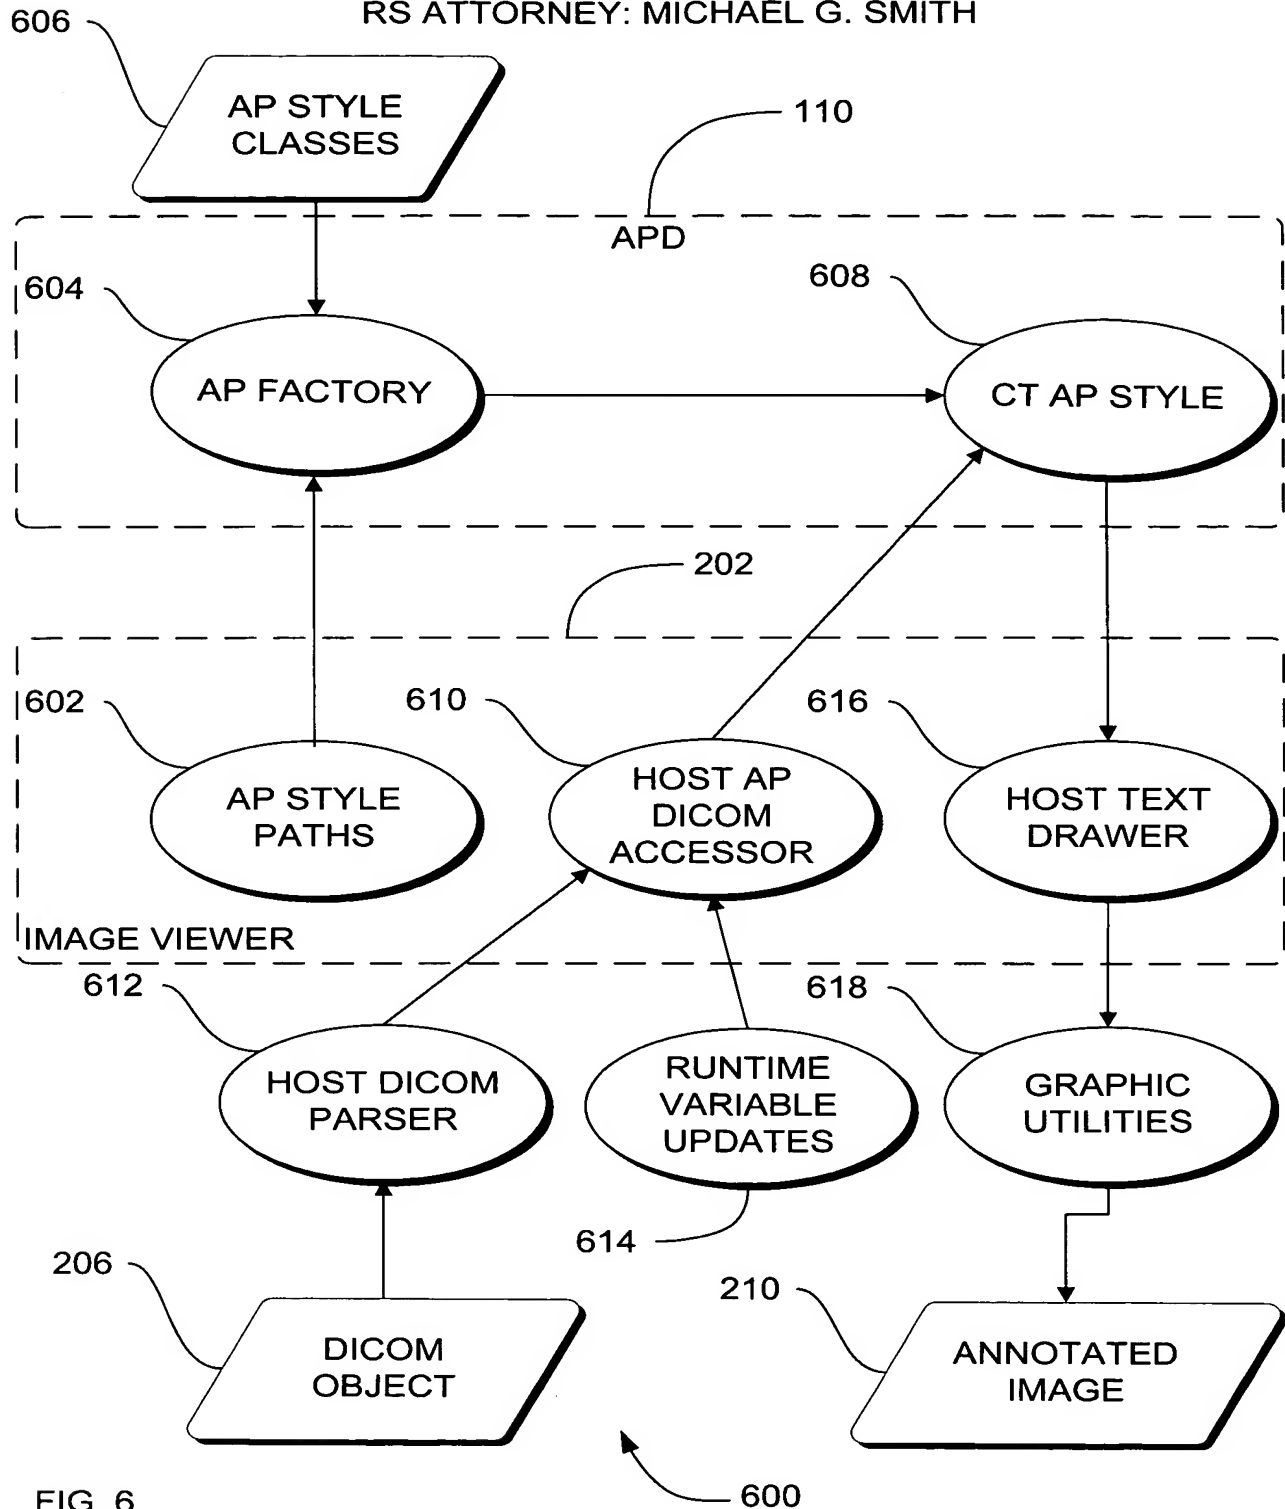 RS ATTORNEY: MICHAEL G. SMITH
606
AP STYLE
CLASSES
110
APD
604
608
AP FACTORY
CT AP STYLE
202
602
610
616
AP STYLE
PATHS
HOST AP
DICOM
ACCESSOR
HOST TEXT
DRAWER
IMAGE VIEWER
612
618
HOST DICOM
PARSER
RUNTIME
VARIABLE
UPDATES
GRAPHIC
UTILITIES
614
206
210
DICOM
OBJECT
ANNOTATED
IMAGE
600
FIG. 6